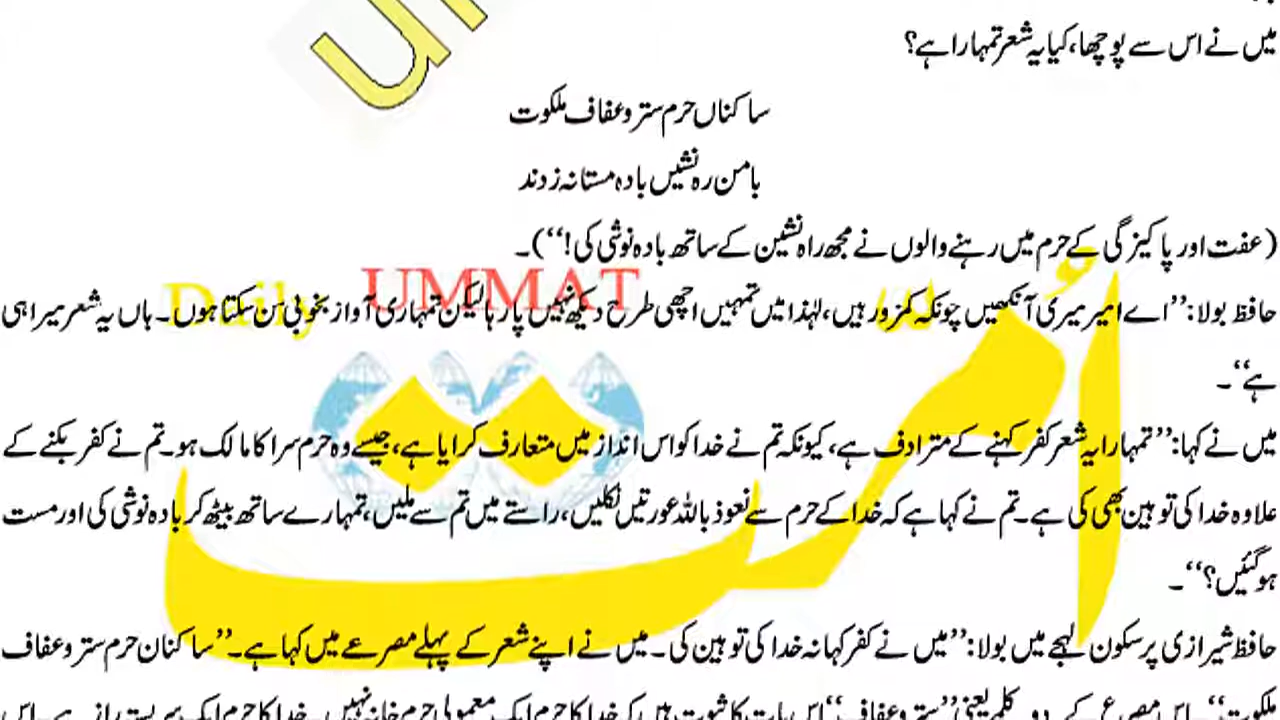 میں نے اس سے پوچھا، کیا یہ شعر تمہارا ہے؟
ساکناں حرم ستر و عفاف ملکوت
بامن رہ نشیں بادہ مستانہ زدند
(عفت اور پاکیزگی کے حرم میں رہنے والوں نے مجھ راہ نشین کے ساتھ بادہ نوشی کی!‘‘)۔
Daily UMMAT
حافظ بولا: ’’اے امیر میری آنکھیں چونکہ کمزور ہیں، لہٰذا میں تمہیں اچھی طرح دیکھ نہیں پا رہا لیکن تمہاری آواز بخوبی سن سکتا ہوں۔ ہاں یہ شعر میرا ہی
ہے‘‘۔
امت
میں نے کہا: ’’تمہارا یہ شعر کفر کہنے کے مترادف ہے، کیونکہ تم نے خدا کو اس انداز میں متعارف کرایا ہے، جیسے وہ حرم سرا کا مالک ہو۔ تم نے کفر بکنے کے
علاوہ خدا کی توہین بھی کی ہے۔ تم نے کہا ہے کہ خدا کے حرم سے نعوذ باللہ عورتیں نکلیں، راستے میں تم سے ملیں، تمہارے ساتھ بیٹھ کر بادہ نوشی کی اور مست
ہوگئیں؟‘‘۔
حافظ شیرازی پرسکون لہجے میں بولا: ’’میں نے کفر کہا نہ خدا کی توہین کی۔ میں نے اپنے شعر کے پہلے مصرعے میں کہا ہے۔ ’’ساکنان حرم ستر و عفاف